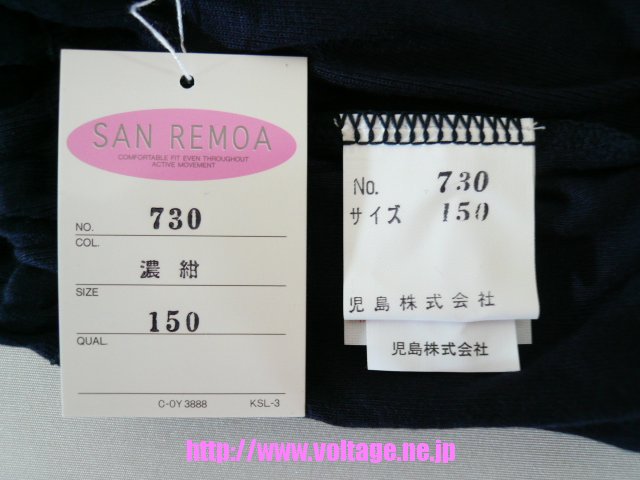 SAN REMOA
COMFORTABLE FIT EVEN THROUGHOUT
ACTIVE MOVEMENT
NO. 730
COL.
濃紺
SIZE
150
QUAL.
C-OY 3888 KSL-3
No. 730
サイズ 150
児島株式会社
児島株式会社
http://www.voltage.ne.jp